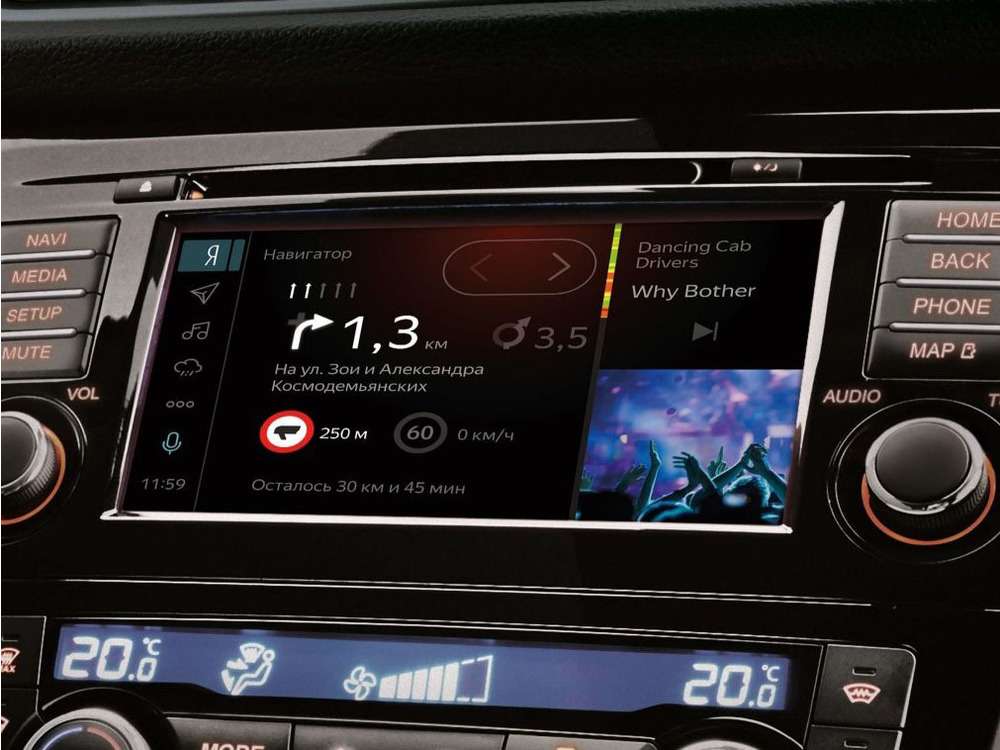 NAVI
MEDIA
SETUP
MUTE
VOL
Я
Навигатор
1,3 км
3,5
На ул. Зои и Александра
Космодемьянских
250 м
60
0 км/ч
Осталось 30 км и 45 мин
11:59
Dancing Cab
Drivers
Why Bother
HOME
BACK
PHONE
MAP
AUDIO
20.0°C
20.0°C
MORE